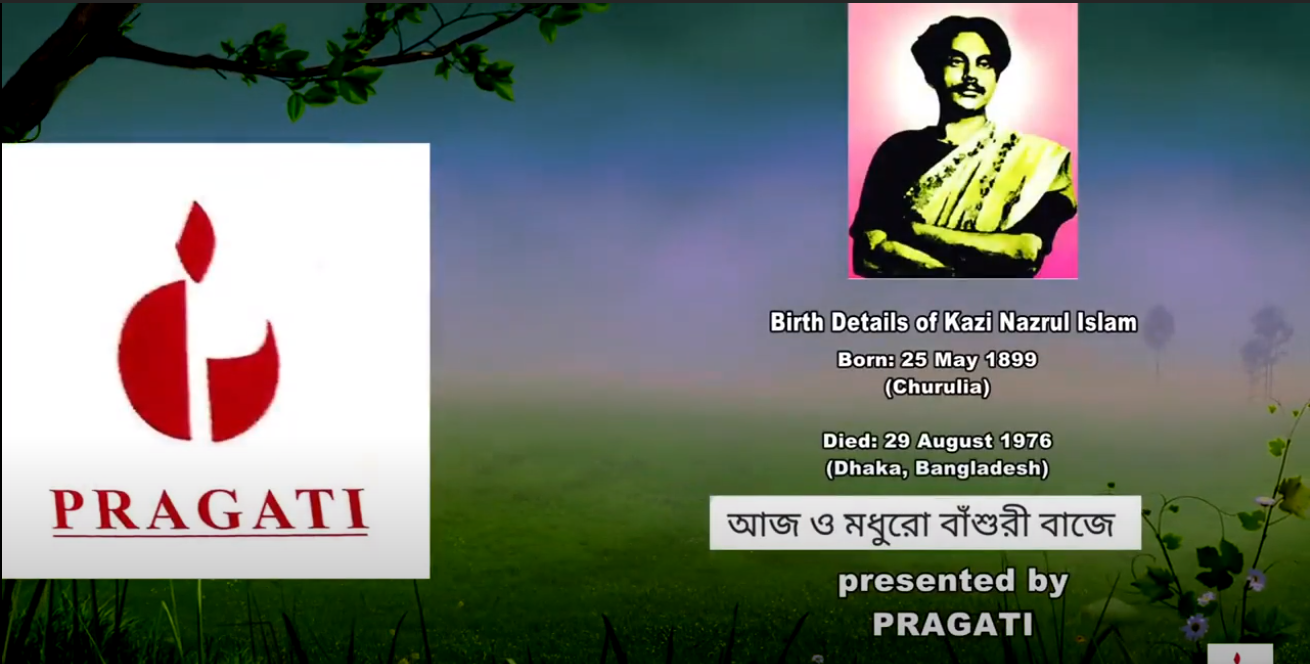 PRAGATI
Birth Details of Kazi Nazrul Islam
Born: 25 May 1899
(Churulia)
Died: 29 August 1976
(Dhaka, Bangladesh)
আজ ও মধুরো বাঁশুরী বাজে
presented by
PRAGATI